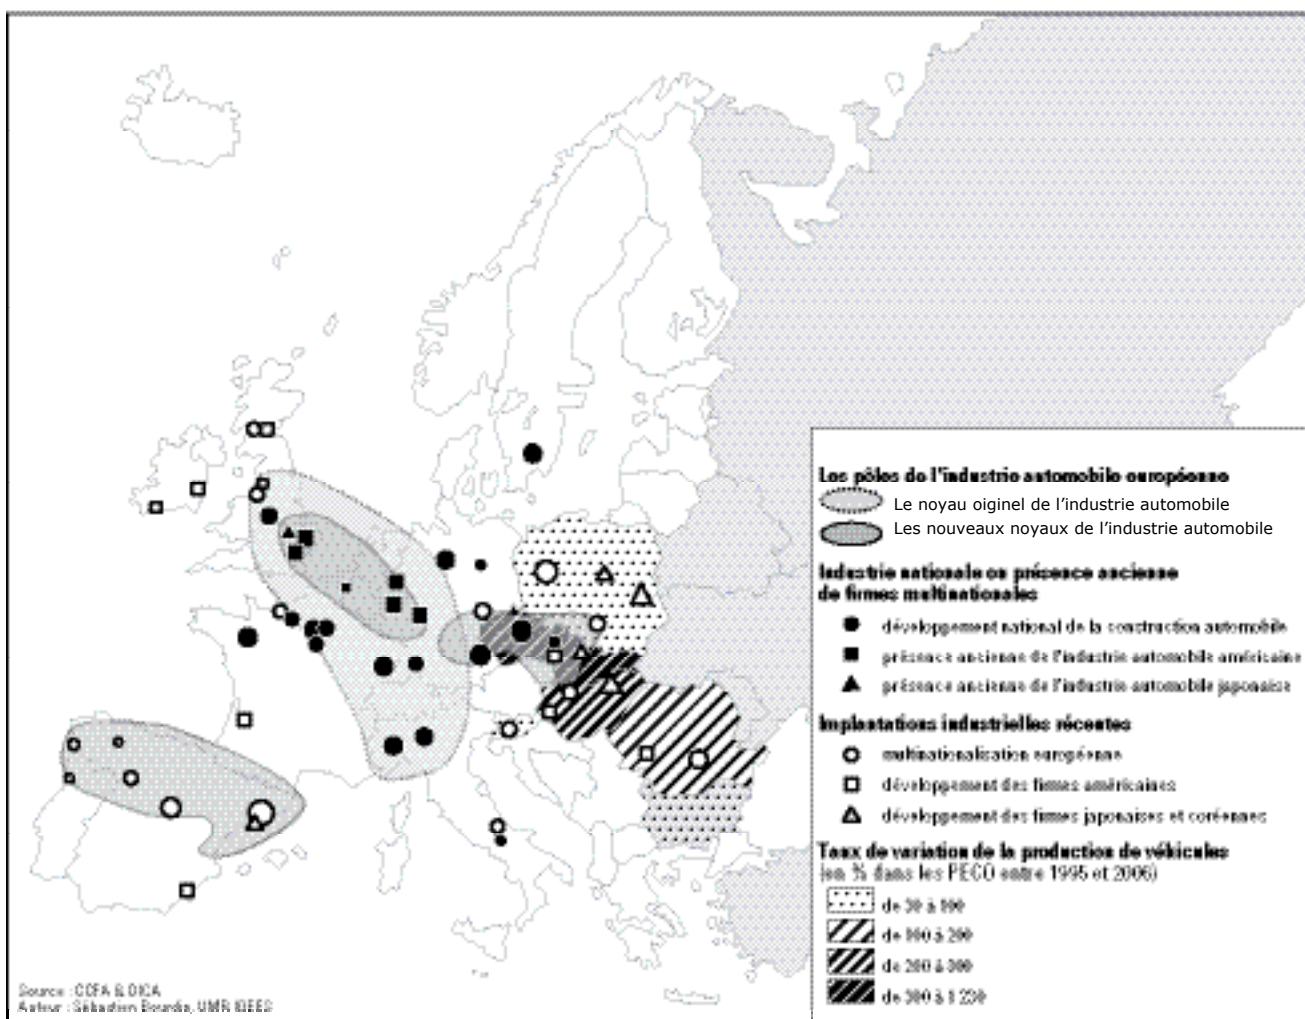 Les pôles de l'industrie automobile européenne
Le noyau oiginel de l'industrie automobile
Les nouveaux noyaux de l'industrie automobile
Industrie nationale ou présence ancienne
de firmes multinationales
développement national de la construction automobile
présence ancienne de l'industrie automobile américaine
présence ancienne de l'industrie automobile japonaise
Implantations industrielles récentes
multinationalisation européenne
développement des firmes américaines
développement des firmes japonaises et coréennes
Taux de variation de la production de véhicules
(en % dans les PECO entre 1995 et 2006)
de 30 à 100
de 100 à 200
de 200 à 300
de 300 à 1 230
Source : CCFA & OICA
Auteur : Sébastien Bourdin, UMR IDEES